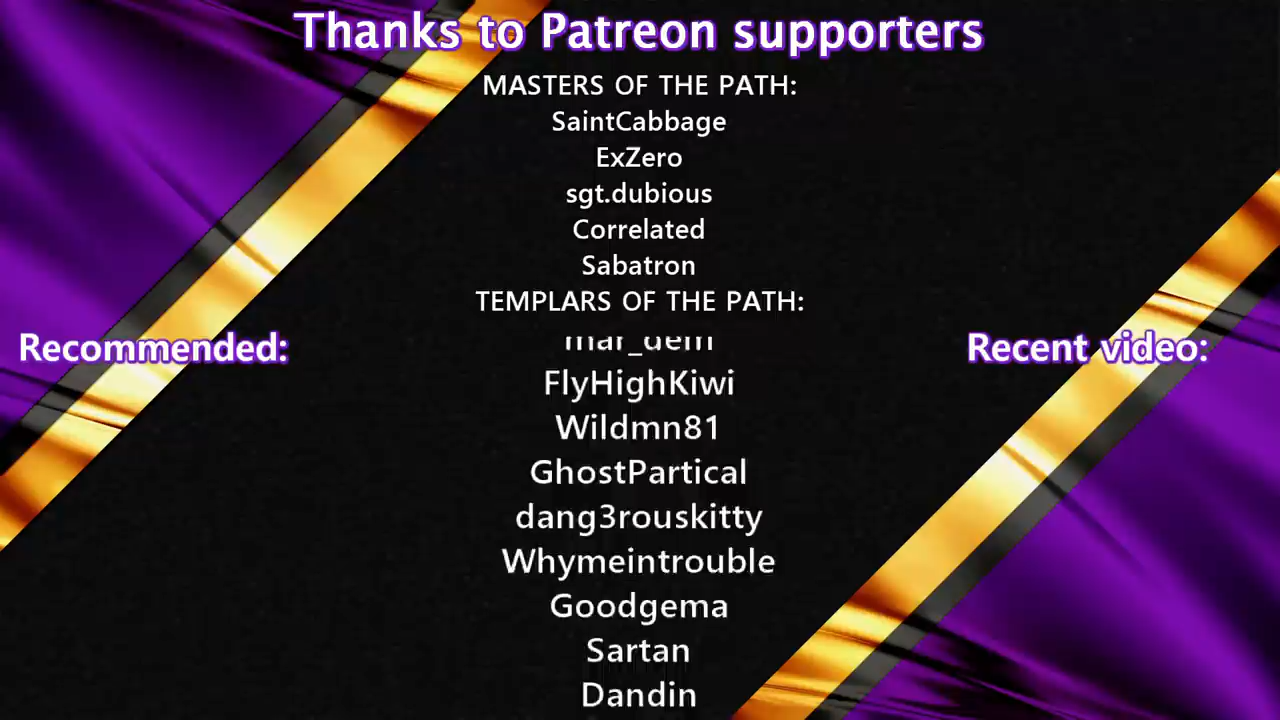 Thanks to Patreon supporters
MASTERS OF THE PATH:
SaintCabbage
ExZero
sgt.dubious
Correlated
Sabatron
TEMPLARS OF THE PATH:
Recommended:
Recent video:
FlyHighKiwi
Wildmn81
GhostPartical
dang3rouskitty
Whymeintrouble
Goodgema
Sartan
Dandin